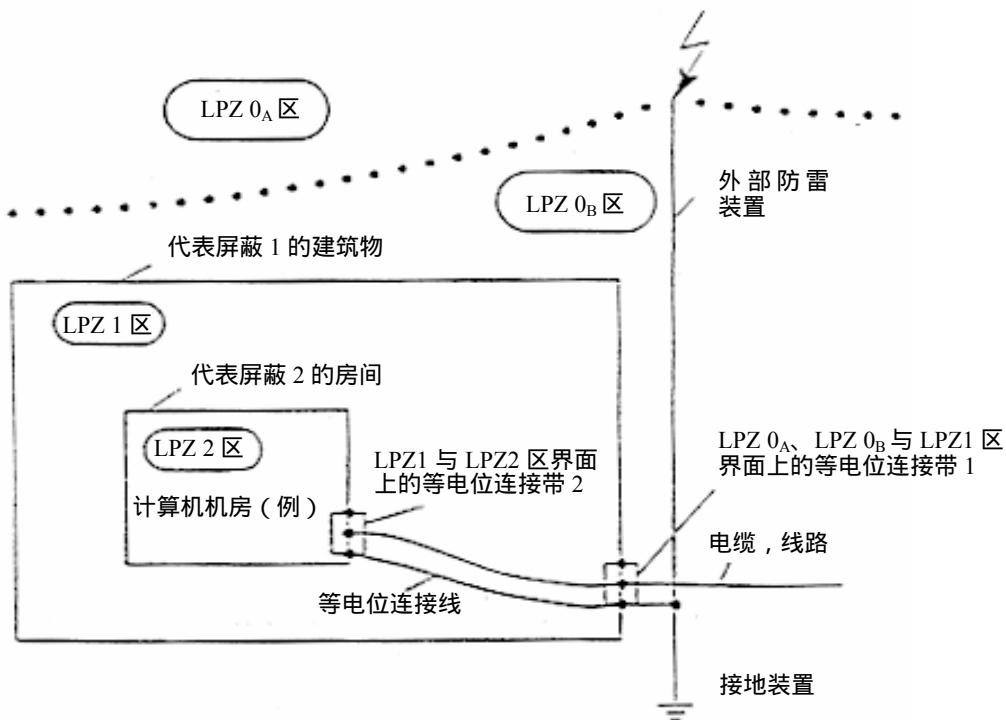 LPZ 0A 区
LPZ 0B 区
外部防雷
装置
代表屏蔽 1 的建筑物
LPZ 1 区
代表屏蔽 2 的房间
LPZ 2 区
计算机机房（例）
LPZ1 与 LPZ2 区界面
上的等电位连接带 2
LPZ 0A、LPZ 0B 与 LPZ1 区
界面上的等电位连接带 1
电缆，线路
等电位连接线
接地装置